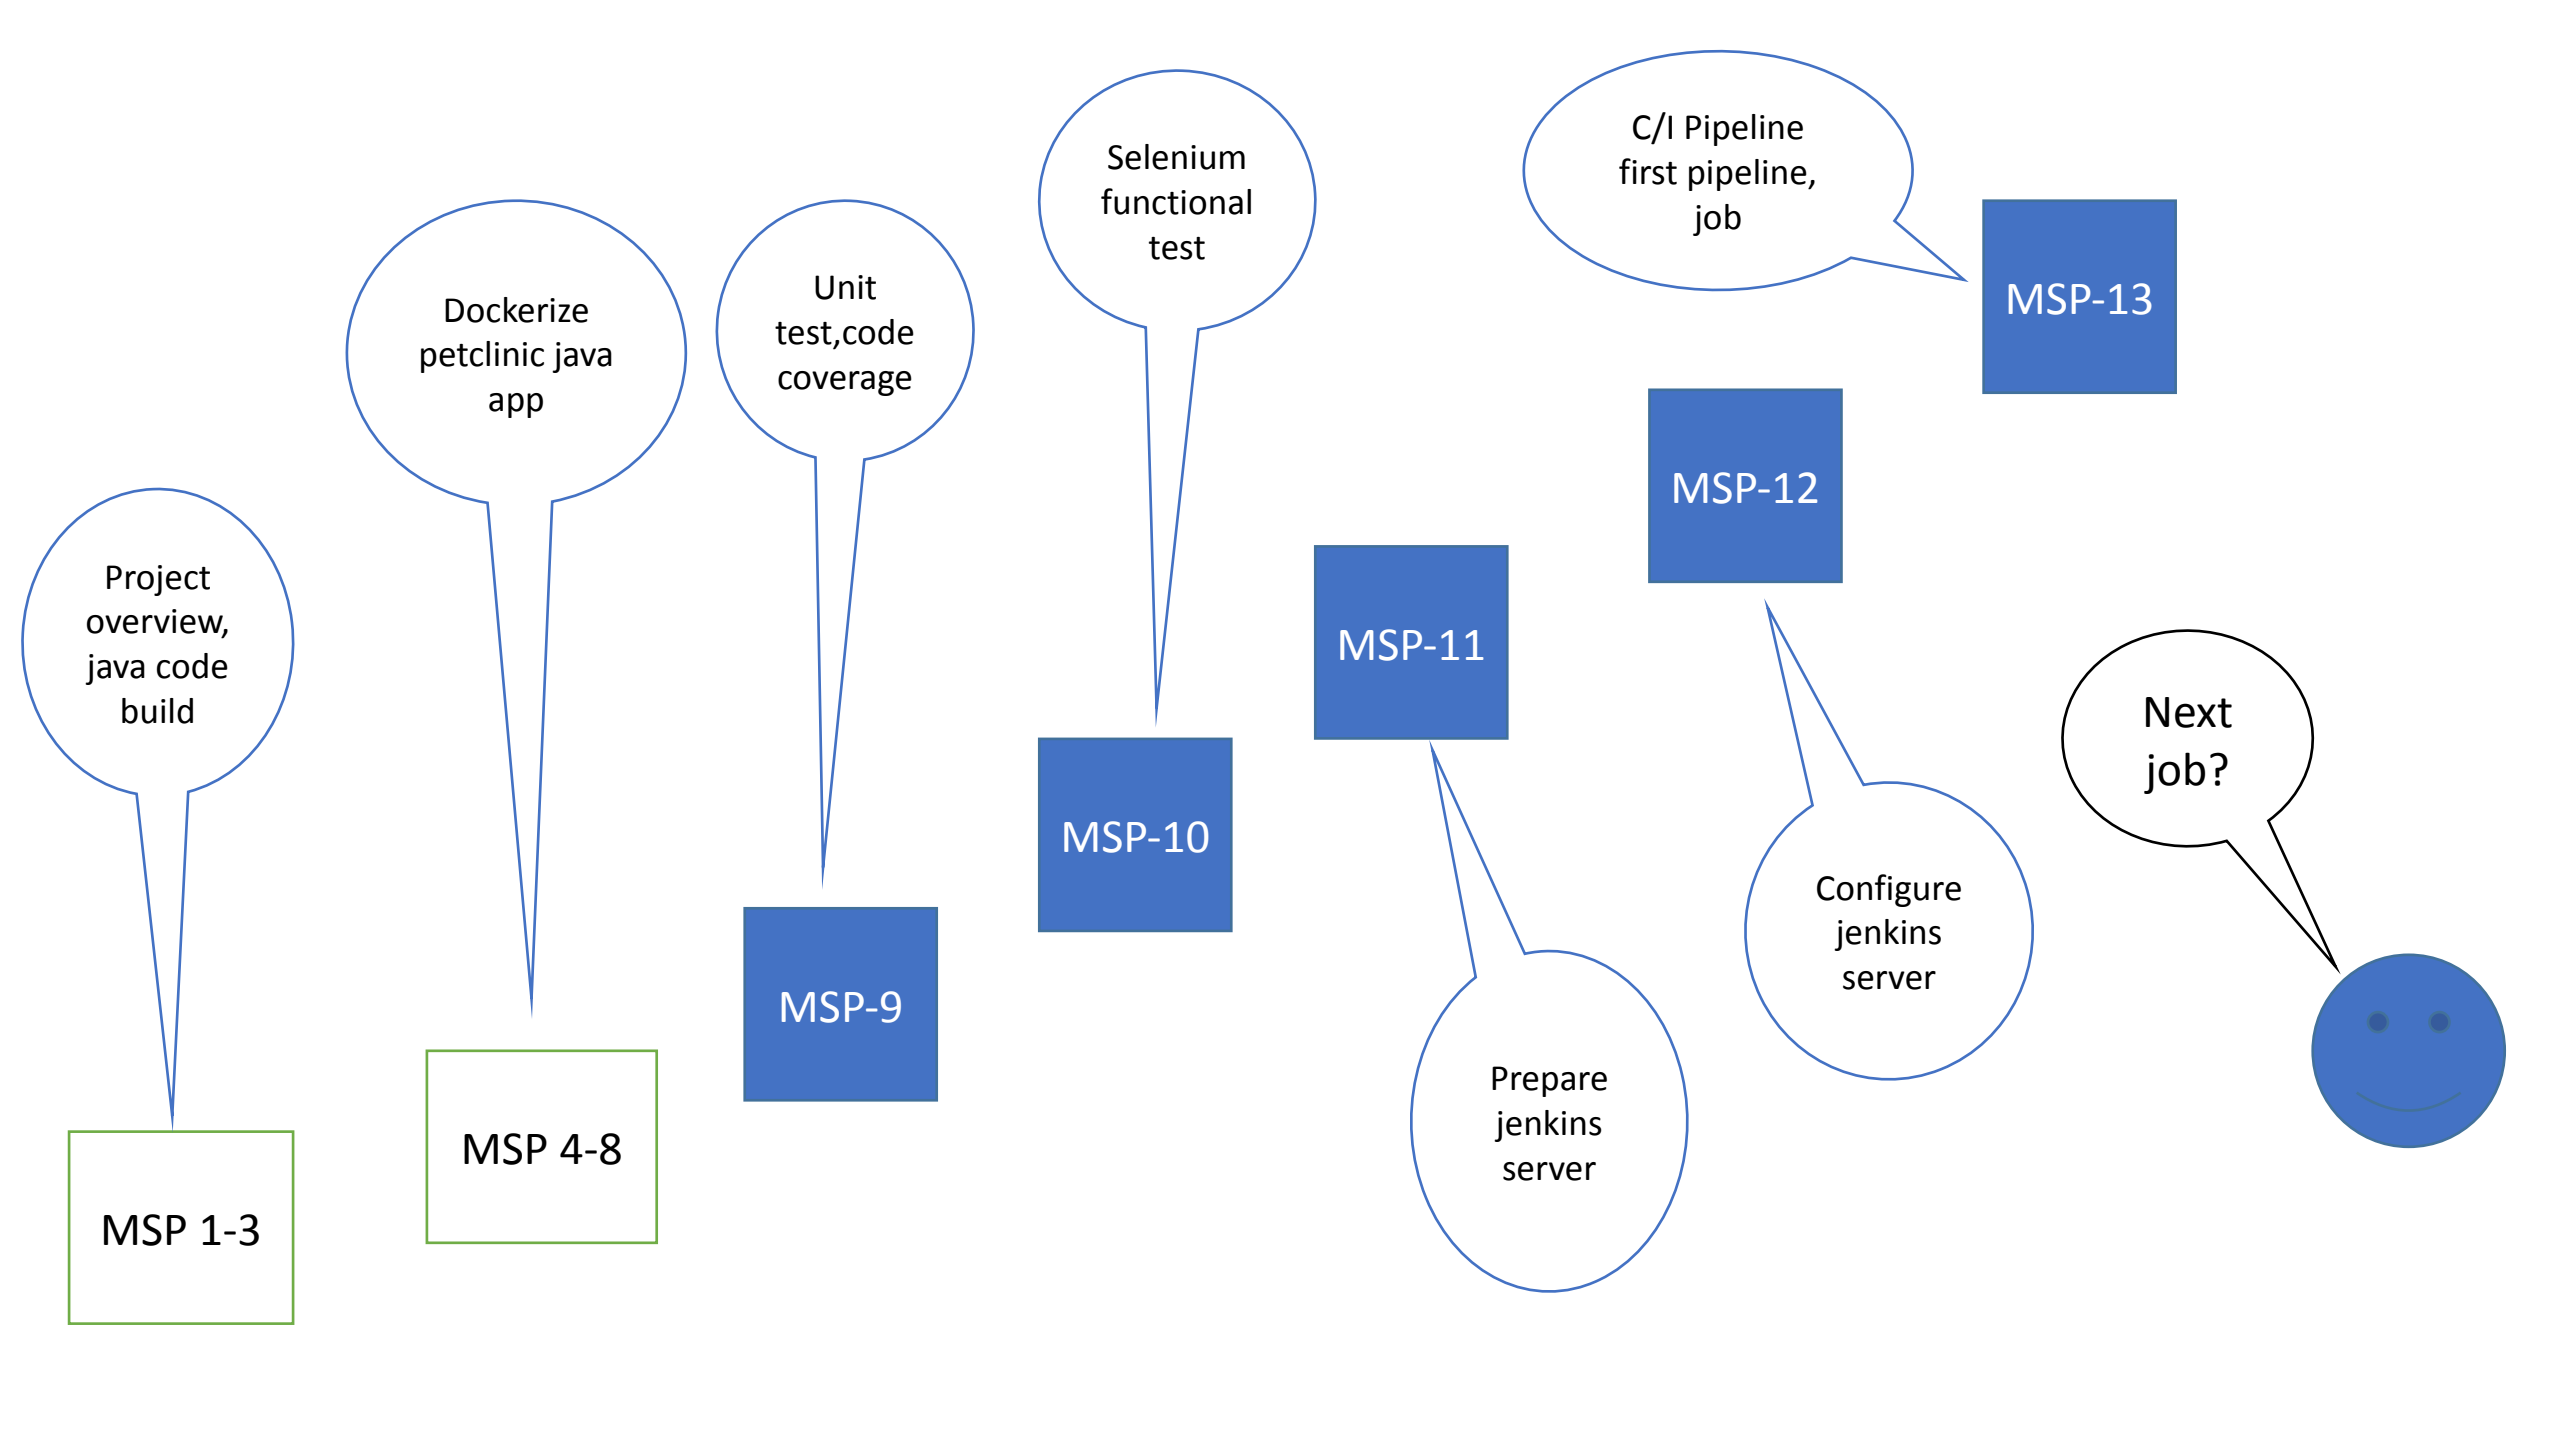 Project
overview,
java code
build
MSP 1-3
Dockerize
petclinic java
app
MSP 4-8
Unit
test,code
coverage
MSP-9
Selenium
functional
test
MSP-10
MSP-11
Prepare
jenkins
server
MSP-12
Configure
jenkins
server
C/I Pipeline
first pipeline,
job
MSP-13
Next
job?